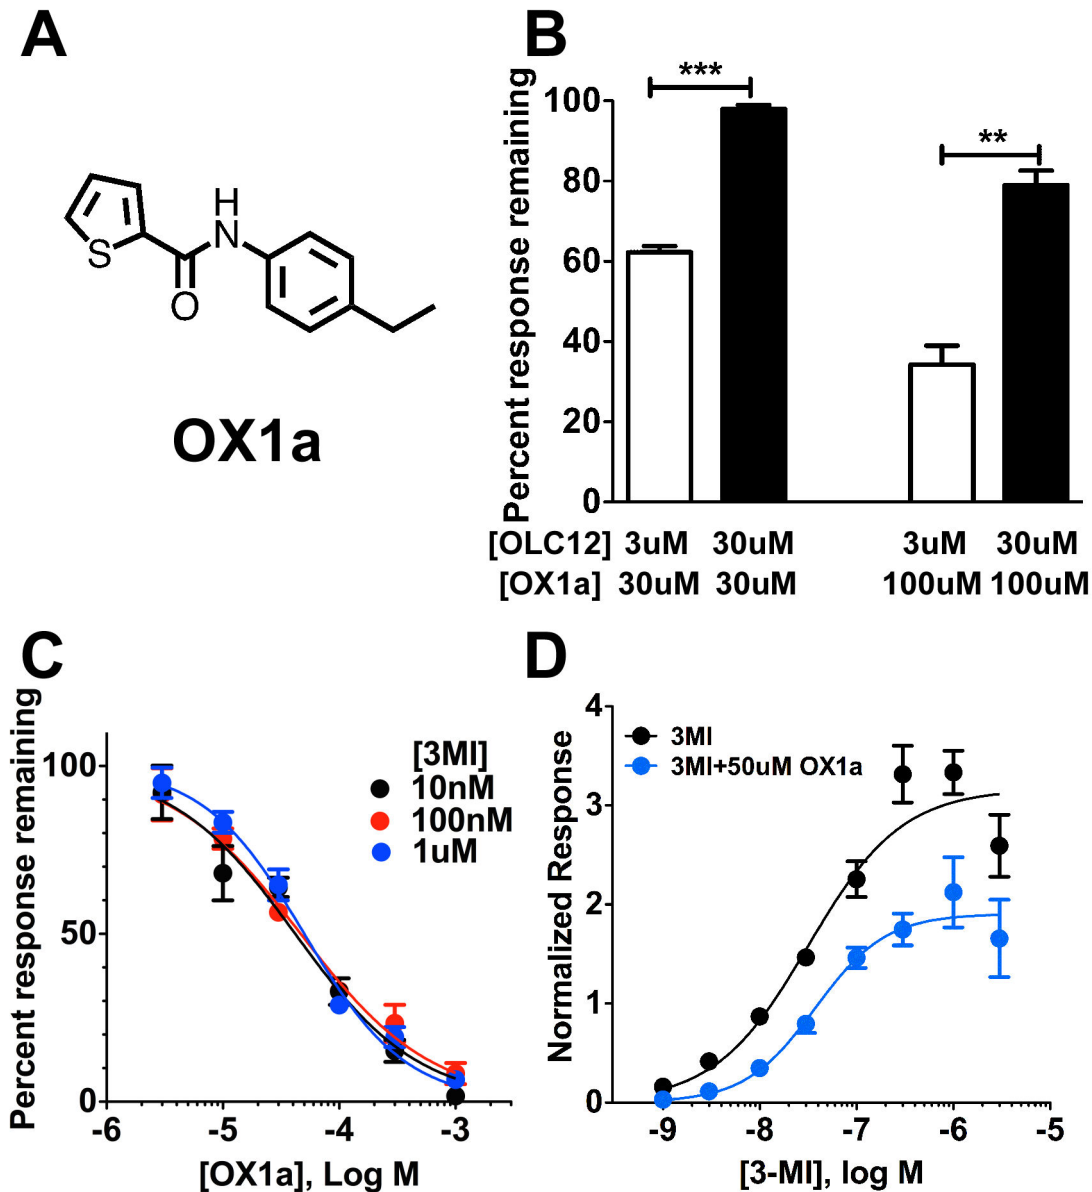 A
H
N
S
O
OX1a
B
Percent response remaining
***
**
100
80
60
40
20
0
[OLC12] 3uM 30uM 3uM 30uM
[OX1a] 30uM 30uM 100uM 100uM
C
Percent response remaining
100
50
0
[3MI]
10nM
100nM
1uM
-6 -5 -4 -3
[OX1a], Log M
D
Normalized Response
4
3
2
1
0
3MI
3MI+50uM OX1a
-9 -8 -7 -6 -5
[3-MI], log M